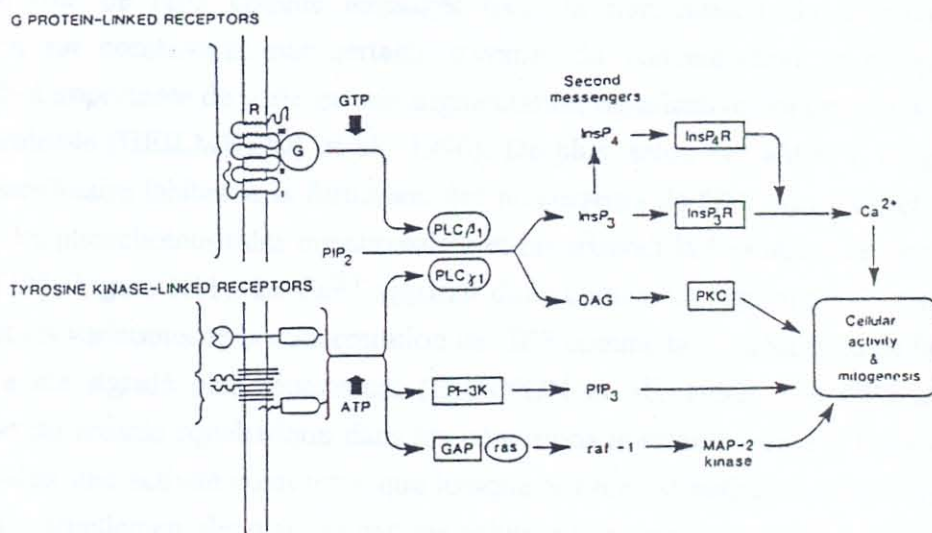 G PROTEIN-LINKED RECEPTORS
R
G
GTP
Second
messengers
InsP4
InsP4R
InsP3
InsP3R
Ca2+
PLCβ1
PIP2
PLCγ1
DAG
PKC
Cellular
activity
&
mitogenesis
TYROSINE KINASE-LINKED RECEPTORS
ATP
PI-3K
PIP3
GAP
ras
raf-1
MAP-2
kinase